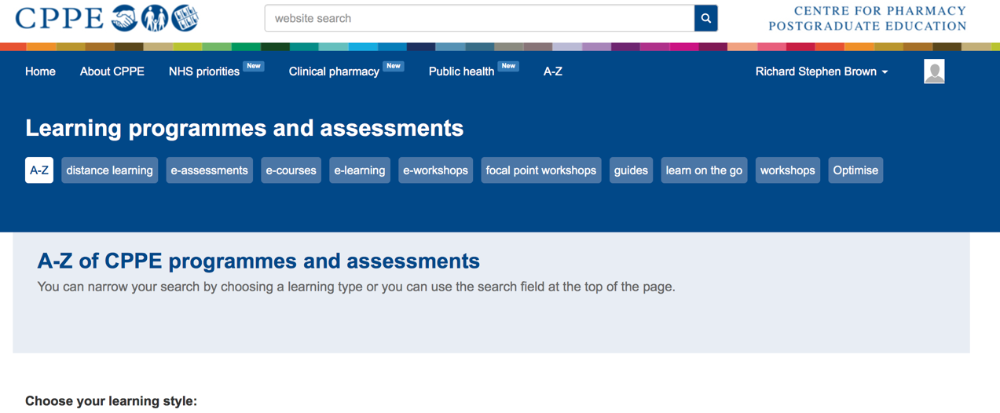 CPPE
website search
CENTRE FOR PHARMACY
POSTGRADUATE EDUCATION
Home About CPPE NHS priorities New Clinical pharmacy New Public health New A-Z Richard Stephen Brown
Learning programmes and assessments
A-Z distance learning e-assessments e-courses e-learning e-workshops focal point workshops guides learn on the go workshops Optimise
A-Z of CPPE programmes and assessments
You can narrow your search by choosing a learning type or you can use the search field at the top of the page.
Choose your learning style: